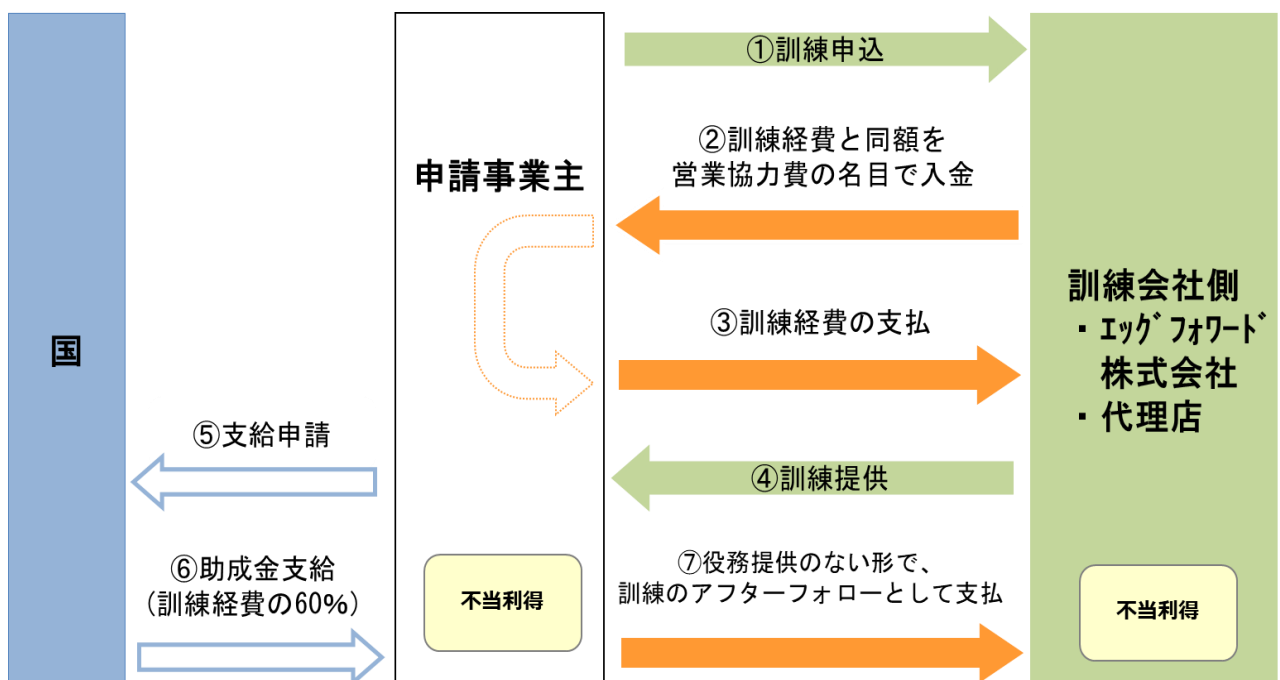 ①訓練申込
②訓練経費と同額を
営業協力費の名目で入金
申請事業主
訓練会社側
・ｴｯｸﾞﾌｫﾜｰﾄﾞ
株式会社
・代理店
③訓練経費の支払
国
⑤支給申請
④訓練提供
⑥助成金支給
（訓練経費の60%）
⑦役務提供のない形で、
訓練のアフターフォローとして支払
不当利得
不当利得